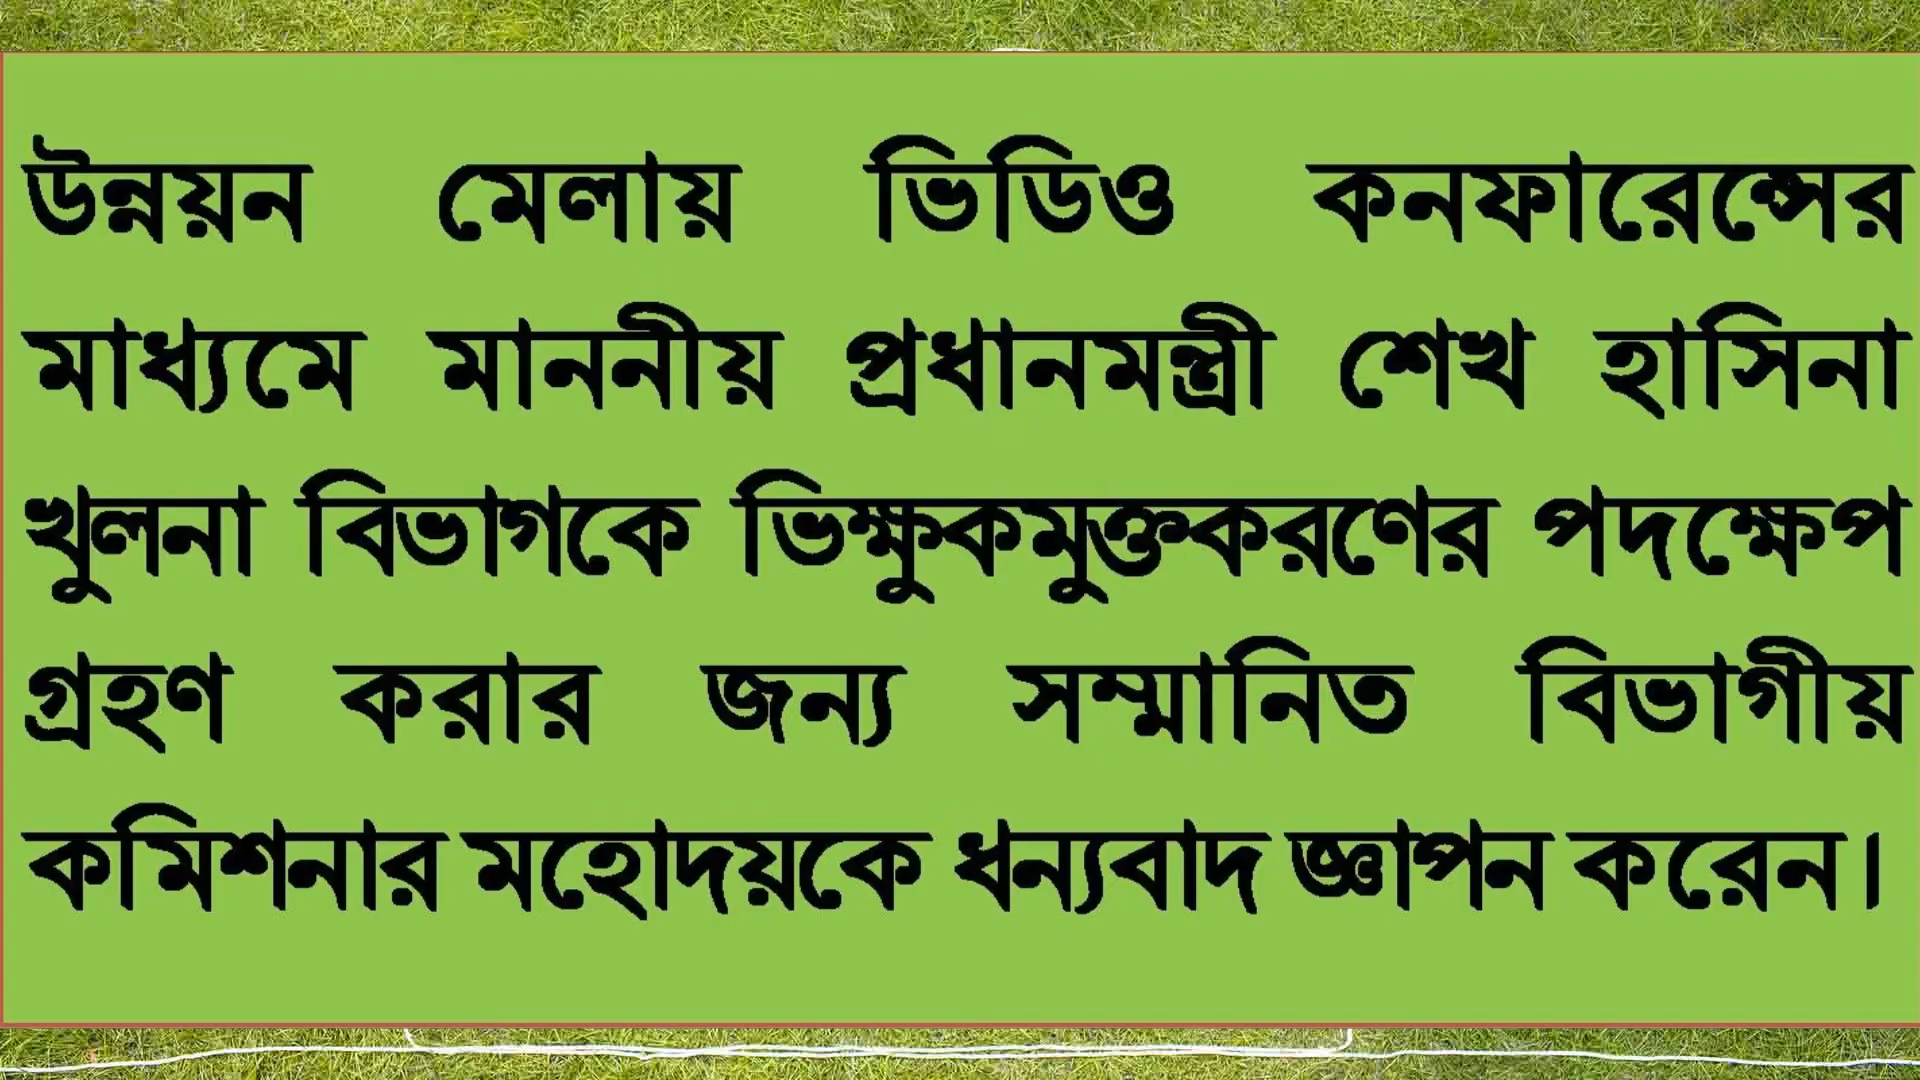 উন্নয়ন মেলায় ভিডিও কনফারেন্সের
মাধ্যমে মাননীয় প্রধানমন্ত্রী শেখ হাসিনা
খুলনা বিভাগকে ভিক্ষুকমুক্তকরণের পদক্ষেপ
গ্রহণ করার জন্য সম্মানিত বিভাগীয়
কমিশনার মহোদয়কে ধন্যবাদ জ্ঞাপন করেন।